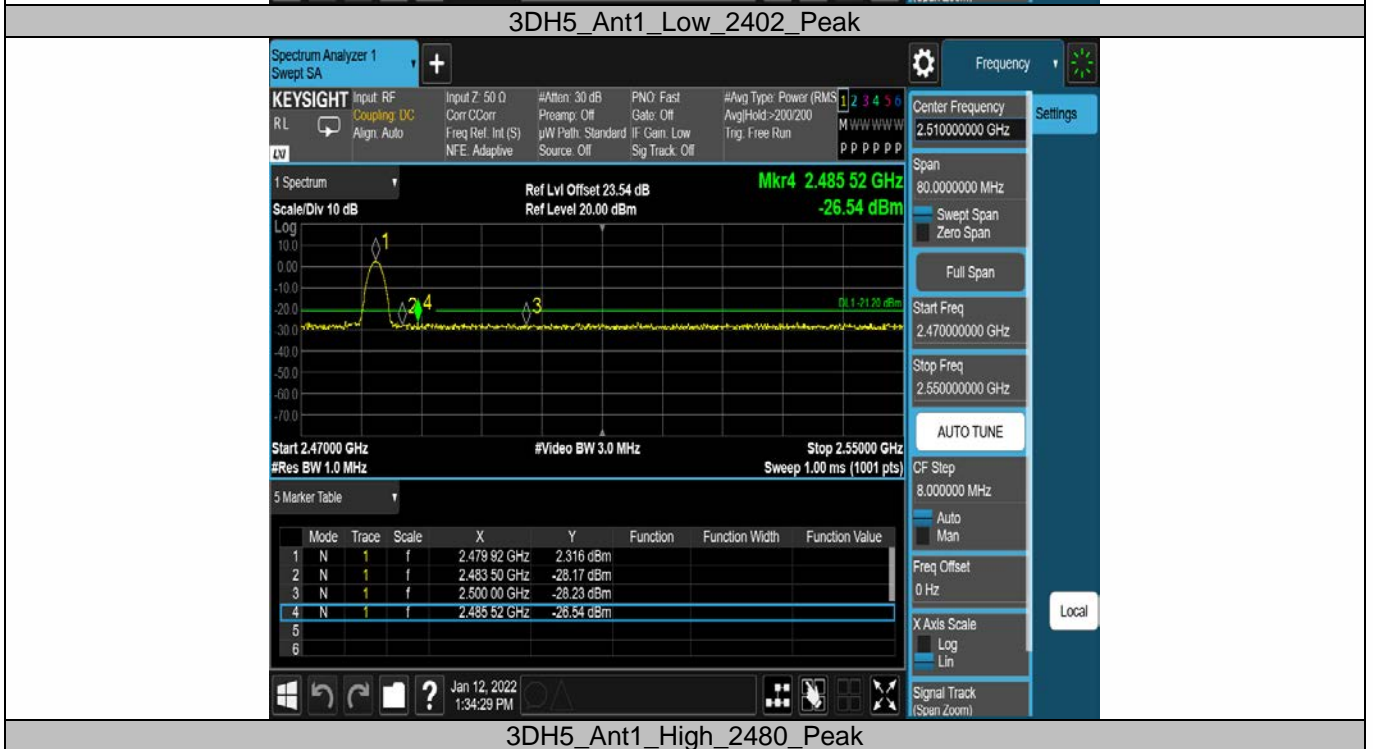 3DH5_Ant1_Low_2402_Peak
Spectrum Analyzer 1
Swept SA
+
Frequency
KEYSIGHT Input: RF
RL
Coupling: DC
Align: Auto
LV
Input Z: 50 Ω
Corr CCorr
Freq Ref: Int (S)
NFE: Adaptive
#Atten: 30 dB
Preamp: Off
µW Path: Standard
Source: Off
PNO: Fast
Gate: Off
IF Gain: Low
Sig Track: Off
#Avg Type: Power (RMS
Avg|Hold:>200/200
Trig: Free Run
1 2 3 4 5 6
M W W W W W
P P P P P P
1 Spectrum
Scale/Div 10 dB
Ref Lvl Offset 23.54 dB
Ref Level 20.00 dBm
Mkr4 2.485 52 GHz
-26.54 dBm
Log
10.0
0.00
-10.0
-20.0
-30.0
-40.0
-50.0
-60.0
-70.0
1
2
4
3
DL1 -21.20 dBm
Start 2.47000 GHz
#Video BW 3.0 MHz
Stop 2.55000 GHz
#Res BW 1.0 MHz
Sweep 1.00 ms (1001 pts)
5 Marker Table
Mode Trace Scale X Y Function Function Width Function Value
1 N 1 f 2.479 92 GHz 2.316 dBm
2 N 1 f 2.483 50 GHz -28.17 dBm
3 N 1 f 2.500 00 GHz -28.23 dBm
4 N 1 f 2.485 52 GHz -26.54 dBm
5
6
?
Jan 12, 2022
1:34:29 PM
Center Frequency
2.510000000 GHz
Settings
Span
80.0000000 MHz
Swept Span
Zero Span
Full Span
Start Freq
2.470000000 GHz
Stop Freq
2.550000000 GHz
AUTO TUNE
CF Step
8.000000 MHz
Auto
Man
Freq Offset
0 Hz
Local
X Axis Scale
Log
Lin
Signal Track
(Span Zoom)
3DH5_Ant1_High_2480_Peak